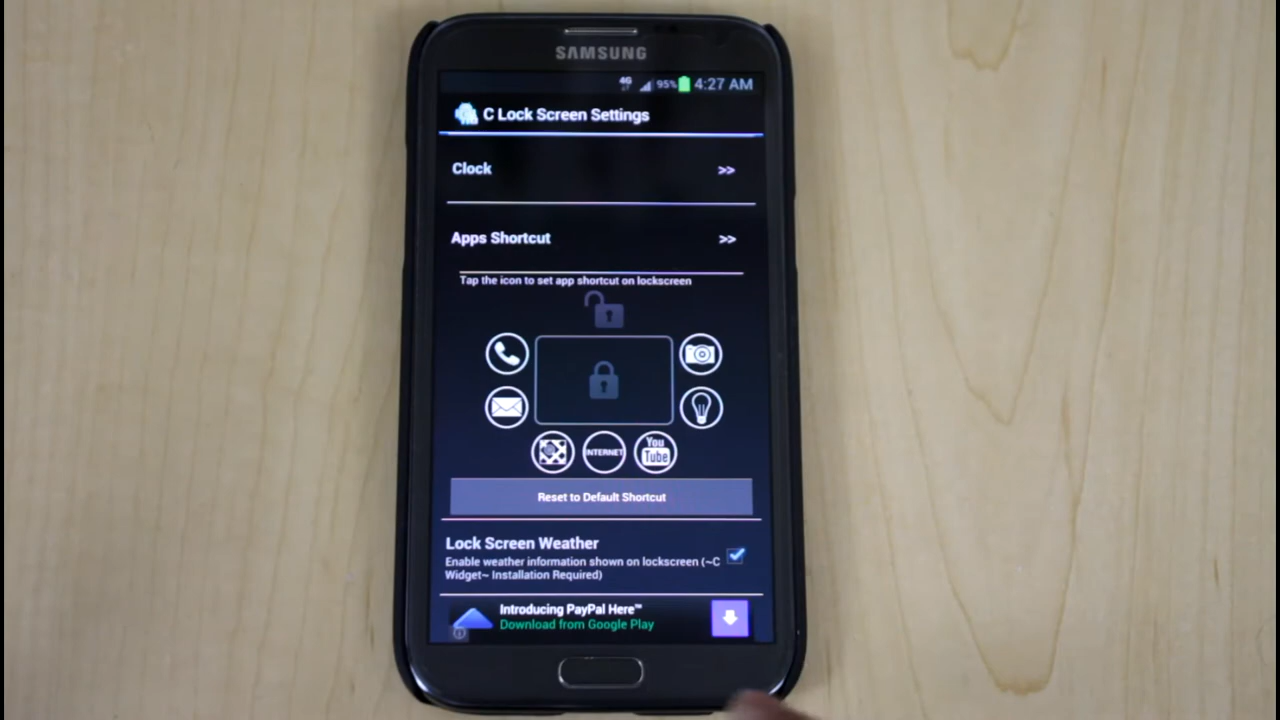 SAMSUNG
4G 95% 4:27 AM
C Lock Screen Settings
Clock >>
Apps Shortcut >>
Tap the icon to set app shortcut on lockscreen
INTERNET
You
Tube
Reset to Default Shortcut
Lock Screen Weather
Enable weather information shown on lockscreen (~C
Widget~ Installation Required)
Introducing PayPal Here™
Download from Google Play